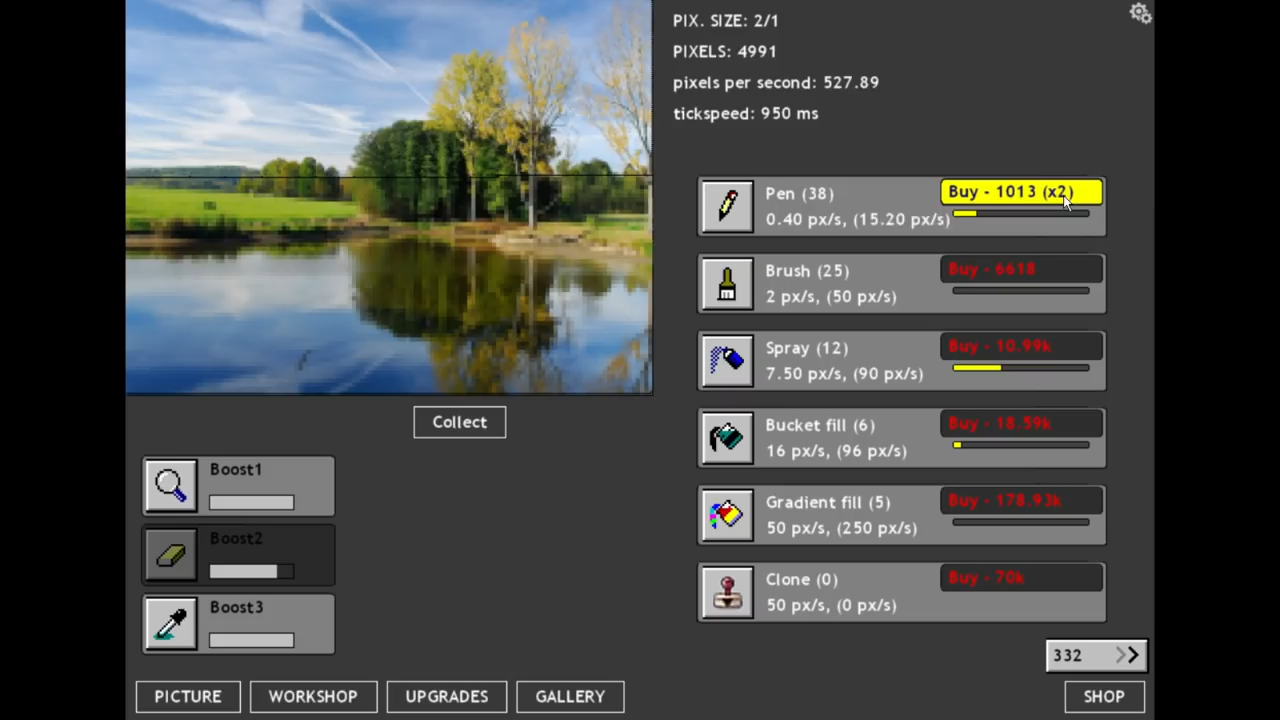 PIX. SIZE: 2/1
PIXELS: 4991
pixels per second: 527.89
tickspeed: 950 ms
Pen (38)
Buy - 1013 (x2)
0.40 px/s, (15.20 px/s)
Brush (25)
Buy - 6618
2 px/s, (50 px/s)
Spray (12)
Buy - 10.99k
7.50 px/s, (90 px/s)
Bucket fill (6)
Buy - 18.59k
16 px/s, (96 px/s)
Gradient fill (5)
Buy - 178.93k
50 px/s, (250 px/s)
Clone (0)
Buy - 70k
50 px/s, (0 px/s)
Collect
Boost1
Boost2
Boost3
332
PICTURE
WORKSHOP
UPGRADES
GALLERY
SHOP